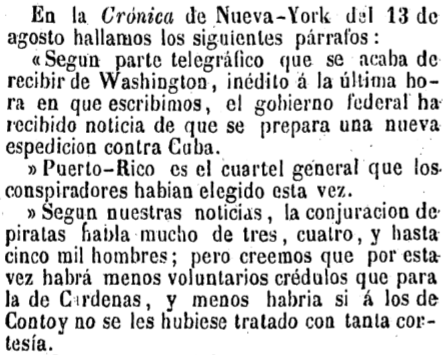 En la Crónica de Nueva-York del 13 de
agosto hallamos los siguientes párrafos:
«Segun parte telegráfico que se acaba de
recibir de Washington, inédito á la última ho-
ra en que escribimos, el gobierno federal ha
recibido noticia de que se prepara una nueva
espedicion contra Cuba.
» Puerto-Rico es el cuartel general que los
conspiradores habian elegido esta vez.
» Segun nuestras noticias, la conjuracion de
piratas habla mucho de tres, cuatro, y hasta
cinco mil hombres; pero creemos que por esta
vez habrá menos voluntarios crédulos que para
la de Cárdenas, y menos habria si á los de
Contoy no se les hubiese tratado con tanta cor-
tesía.